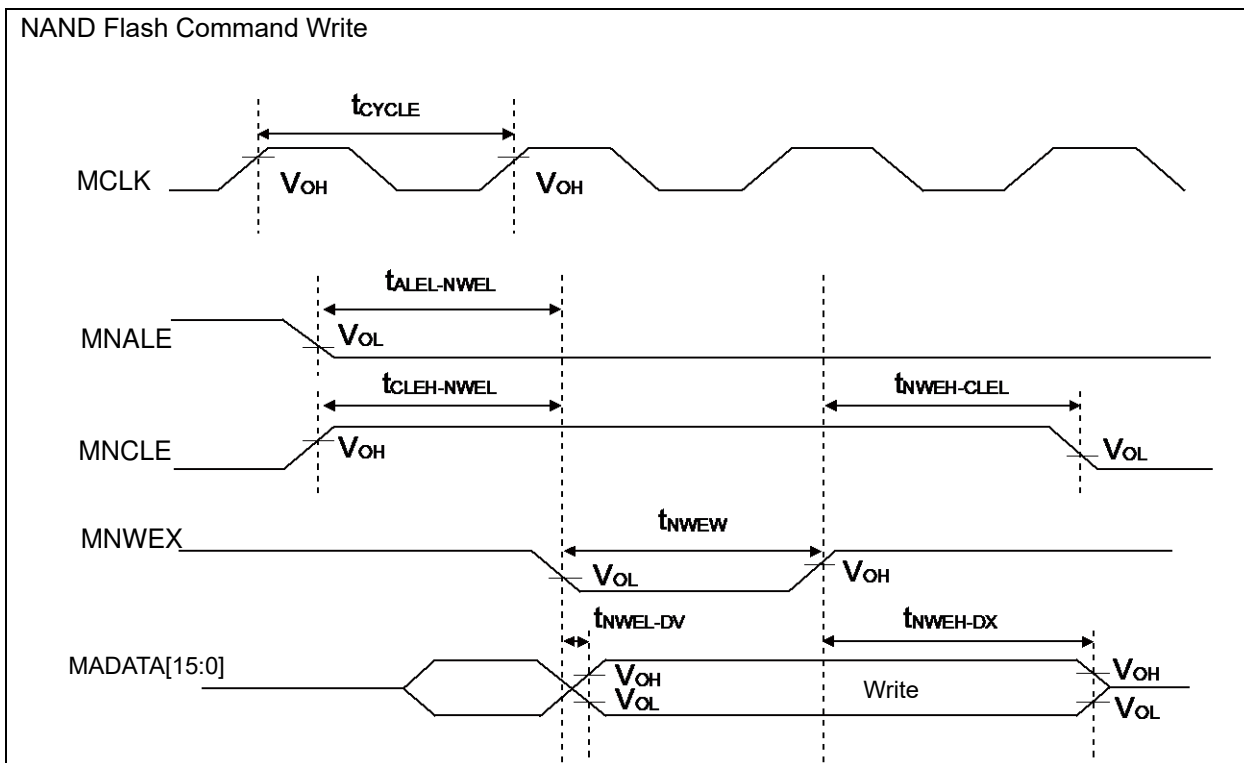 NAND Flash Command Write
tCYCLE
MCLK
VOH
VOH
tALEL-NWEL
MNALE
VOL
tCLEH-NWEL
tNWEH-CLEL
MNCLE
VOH
VOL
MNWEX
tNWEW
VOL
VOH
tNWEL-DV
tNWEH-DX
MADATA[15:0]
VOH
VOH
Write
VOL
VOL